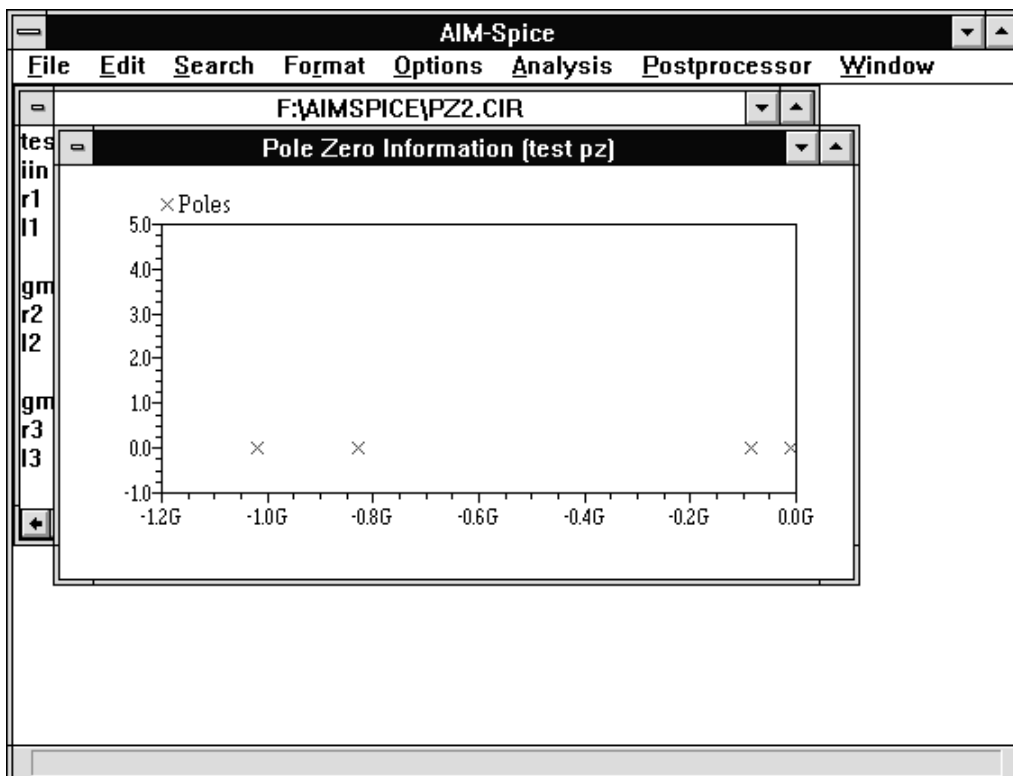 AIM-Spice
File Edit Search Format Options Analysis Postprocessor Window
F:\AIMSPICE\PZ2.CIR
tes
Pole Zero Information (test pz)
iin
r1
l1
gm
r2
l2
gm
r3
l3
×Poles
5.0
4.0
3.0
2.0
1.0
0.0
-1.0
-1.2G -1.0G -0.8G -0.6G -0.4G -0.2G 0.0G